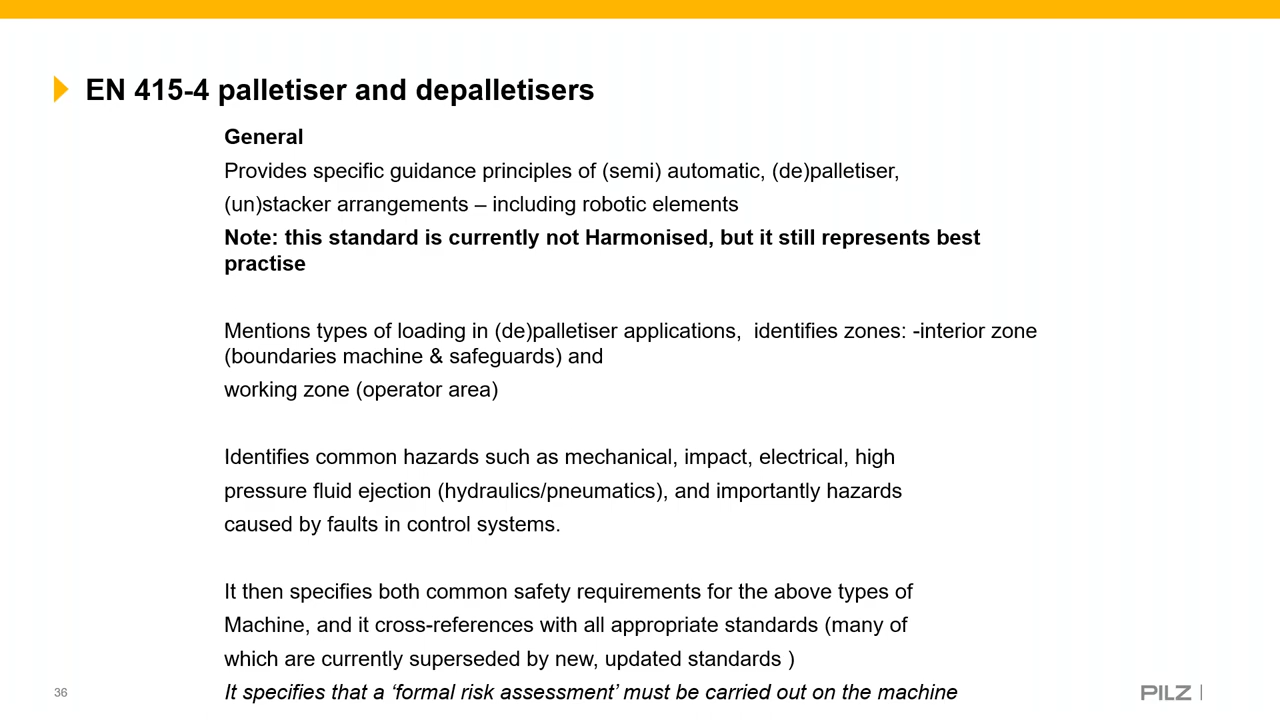 EN 415-4 palletiser and depalletisers
General
Provides specific guidance principles of (semi) automatic, (de)palletiser,
(un)stacker arrangements – including robotic elements
Note: this standard is currently not Harmonised, but it still represents best
practise
Mentions types of loading in (de)palletiser applications,  identifies zones: -interior zone
(boundaries machine & safeguards) and
working zone (operator area)
Identifies common hazards such as mechanical, impact, electrical, high
pressure fluid ejection (hydraulics/pneumatics), and importantly hazards
caused by faults in control systems.
It then specifies both common safety requirements for the above types of
Machine, and it cross-references with all appropriate standards (many of
which are currently superseded by new, updated standards )
It specifies that a ‘formal risk assessment’ must be carried out on the machine
36
PILZ